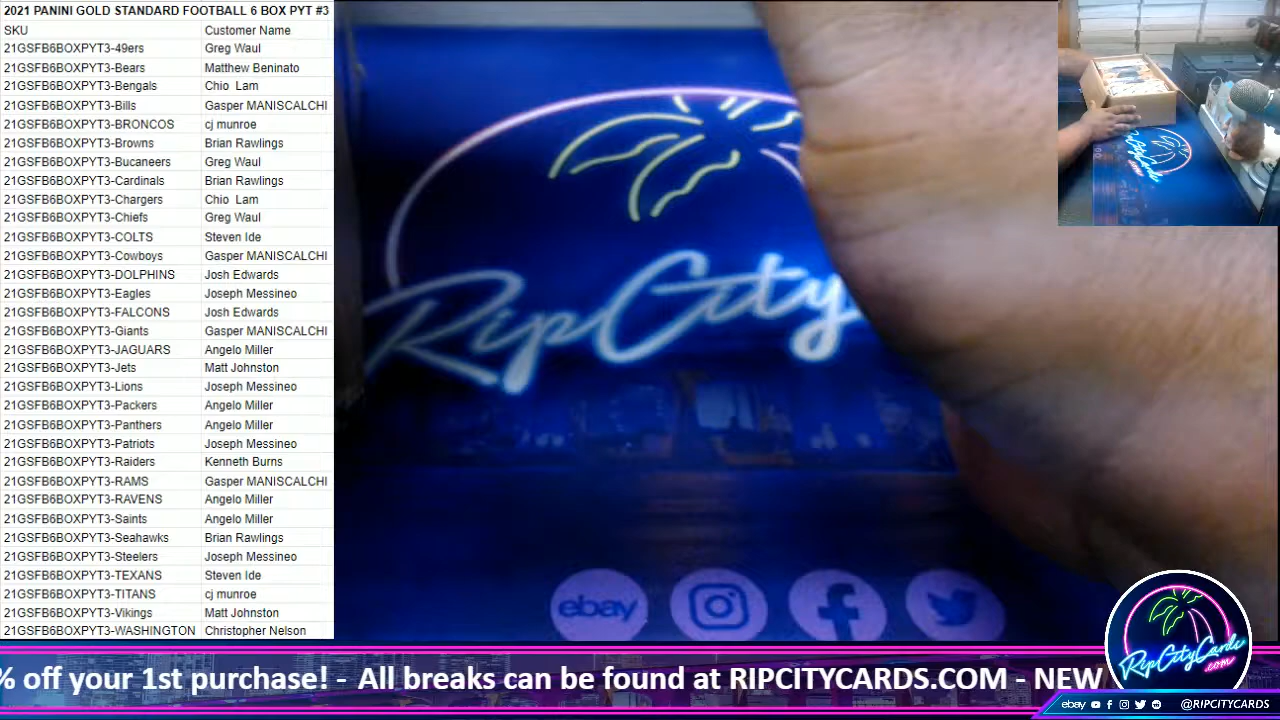 2021 PANINI GOLD STANDARD FOOTBALL 6 BOX PYT #3
SKU Customer Name
21GSFB6BOXPYT3-49ers Greg Waul
21GSFB6BOXPYT3-Bears Matthew Beninato
21GSFB6BOXPYT3-Bengals Chio Lam
21GSFB6BOXPYT3-Bills Gasper MANISCALCHI
21GSFB6BOXPYT3-BRONCOS cj munroe
21GSFB6BOXPYT3-Browns Brian Rawlings
21GSFB6BOXPYT3-Bucaneers Greg Waul
21GSFB6BOXPYT3-Cardinals Brian Rawlings
21GSFB6BOXPYT3-Chargers Chio Lam
21GSFB6BOXPYT3-Chiefs Greg Waul
21GSFB6BOXPYT3-COLTS Steven Ide
21GSFB6BOXPYT3-Cowboys Gasper MANISCALCHI
21GSFB6BOXPYT3-DOLPHINS Josh Edwards
21GSFB6BOXPYT3-Eagles Joseph Messineo
21GSFB6BOXPYT3-FALCONS Josh Edwards
21GSFB6BOXPYT3-Giants Gasper MANISCALCHI
21GSFB6BOXPYT3-JAGUARS Angelo Miller
21GSFB6BOXPYT3-Jets Matt Johnston
21GSFB6BOXPYT3-Lions Joseph Messineo
21GSFB6BOXPYT3-Packers Angelo Miller
21GSFB6BOXPYT3-Panthers Angelo Miller
21GSFB6BOXPYT3-Patriots Joseph Messineo
21GSFB6BOXPYT3-Raiders Kenneth Burns
21GSFB6BOXPYT3-RAMS Gasper MANISCALCHI
21GSFB6BOXPYT3-RAVENS Angelo Miller
21GSFB6BOXPYT3-Saints Angelo Miller
21GSFB6BOXPYT3-Seahawks Brian Rawlings
21GSFB6BOXPYT3-Steelers Joseph Messineo
21GSFB6BOXPYT3-TEXANS Steven Ide
21GSFB6BOXPYT3-TITANS cj munroe
21GSFB6BOXPYT3-Vikings Matt Johnston
21GSFB6BOXPYT3-WASHINGTON Christopher Nelson
RipCity
ebay
RipCityCards
.com
% off your 1st purchase! - All breaks can be found at RIPCITYCARDS.COM - NEW
ebay @RIPCITYCARDS